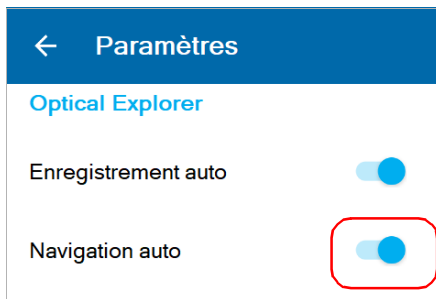 Paramètres
Optical Explorer
Enregistrement auto
Navigation auto